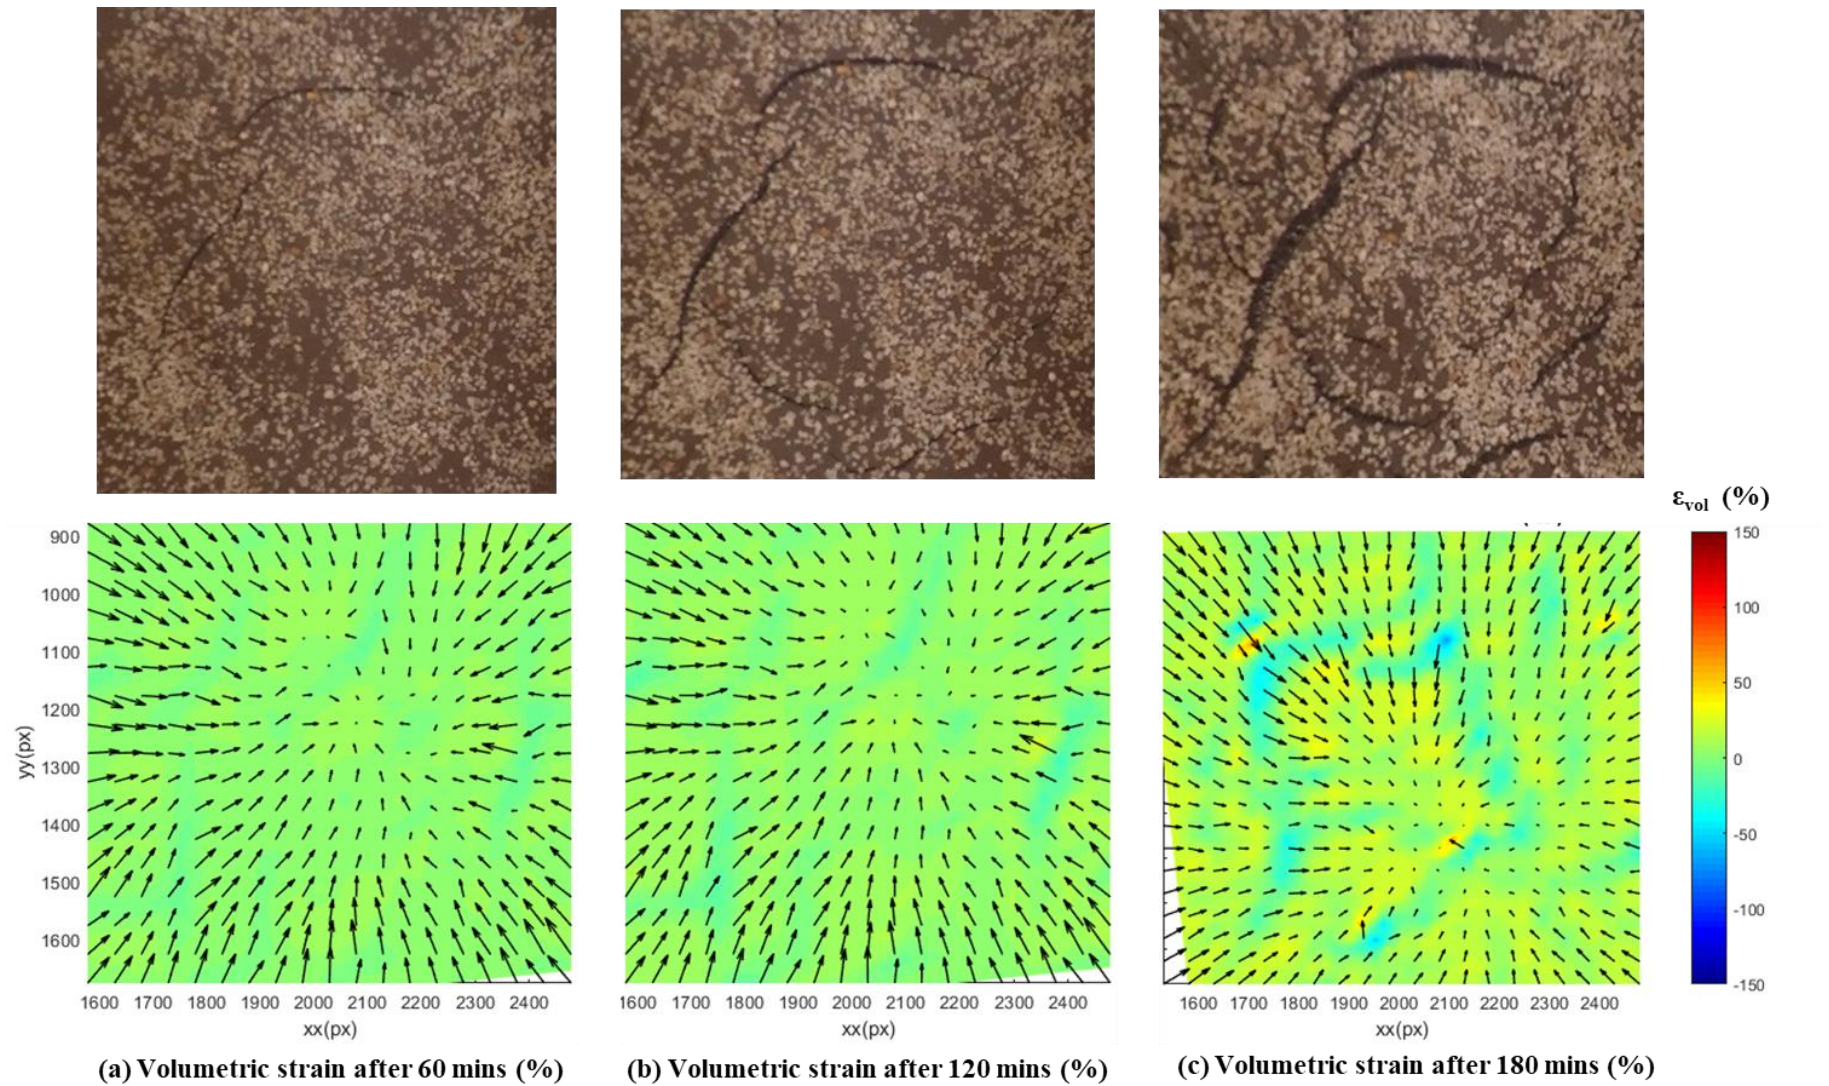 εvol (%)
900
1000
1100
1200
1300
1400
1500
1600
yy(px)
1600 1700 1800 1900 2000 2100 2200 2300 2400
xx(px)
1600 1700 1800 1900 2000 2100 2200 2300 2400
xx(px)
1600 1700 1800 1900 2000 2100 2200 2300 2400
xx(px)
150
100
50
0
-50
-100
-150
(a) Volumetric strain after 60 mins (%)
(b) Volumetric strain after 120 mins (%)
(c) Volumetric strain after 180 mins (%)